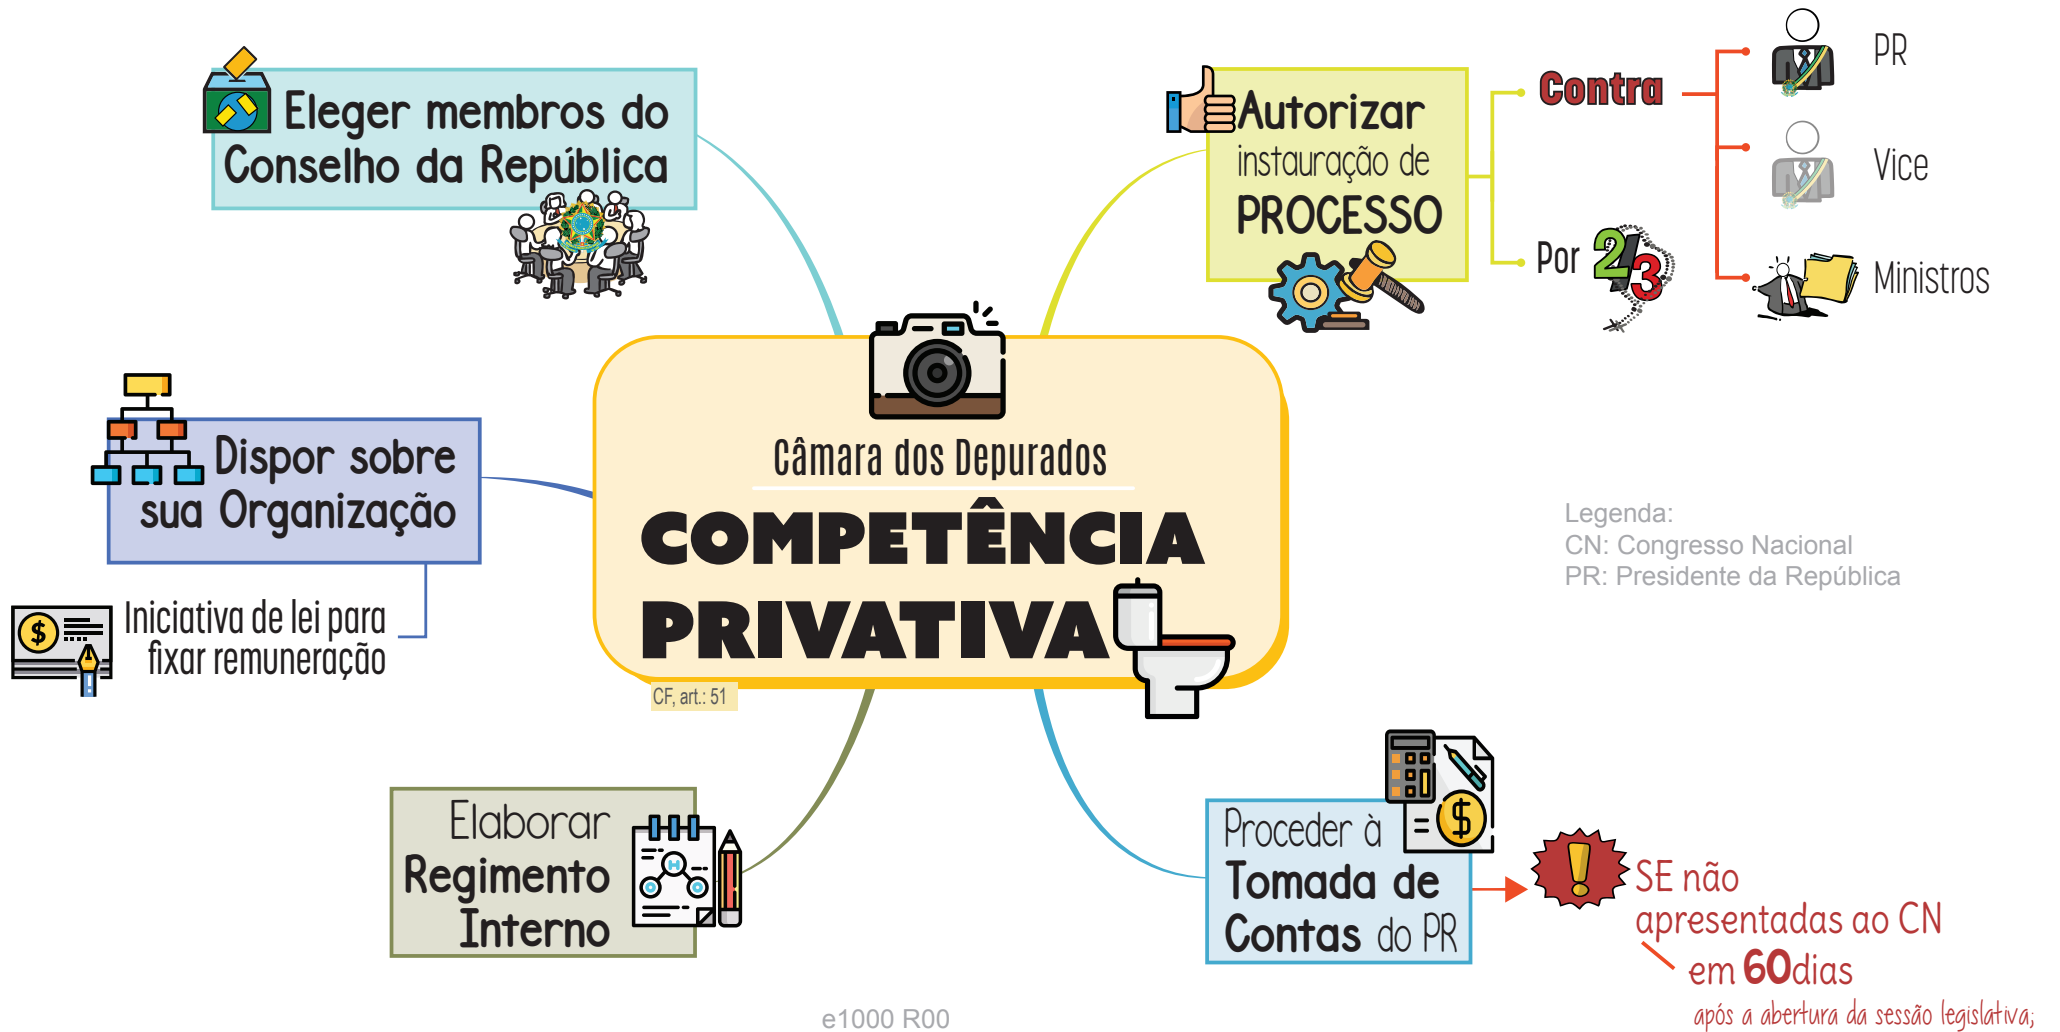 Eleger membros do
Conselho da República
Autorizar
instauração de
PROCESSO
Contra
PR
Vice
Ministros
Por 2/3
Câmara dos Depurados
COMPETÊNCIA
PRIVATIVA
CF, art.: 51
Dispor sobre
sua Organização
$
Iniciativa de lei para
fixar remuneração
Legenda:
CN: Congresso Nacional
PR: Presidente da República
Elaborar
Regimento
Interno
$
Proceder à
Tomada de
Contas do PR
!
SE não
apresentadas ao CN
em 60dias
após a abertura da sessão legislativa;
e1000 R00